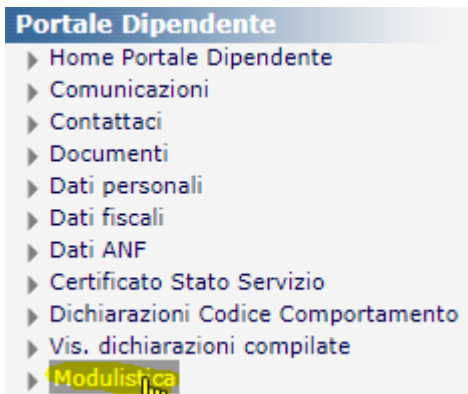 Portale Dipendente
Home Portale Dipendente
Comunicazioni
Contattaci
Documenti
Dati personali
Dati fiscali
Dati ANF
Certificato Stato Servizio
Dichiarazioni Codice Comportamento
Vis. dichiarazioni compilate
Modulistica